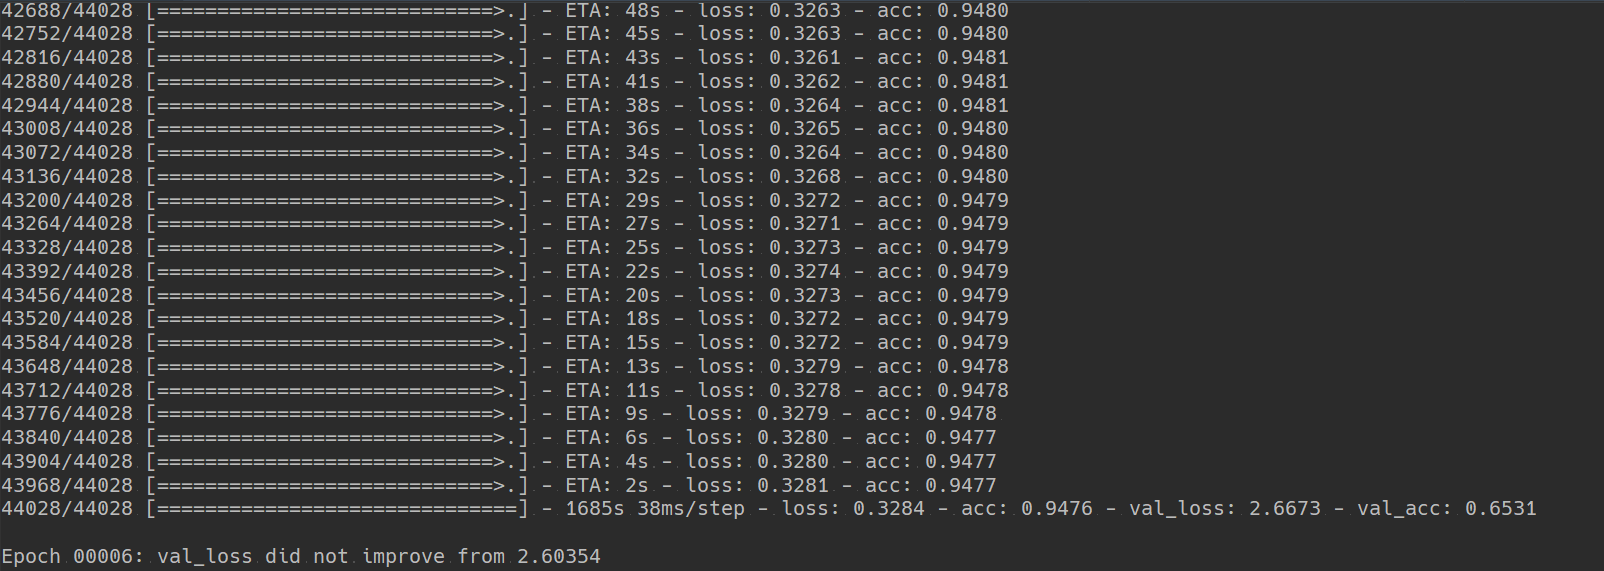 42688/44028 [============================>.] - ETA: 48s - loss: 0.3263 - acc: 0.9480
42752/44028 [============================>.] - ETA: 45s - loss: 0.3263 - acc: 0.9480
42816/44028 [============================>.] - ETA: 43s - loss: 0.3261 - acc: 0.9481
42880/44028 [============================>.] - ETA: 41s - loss: 0.3262 - acc: 0.9481
42944/44028 [============================>.] - ETA: 38s - loss: 0.3264 - acc: 0.9481
43008/44028 [============================>.] - ETA: 36s - loss: 0.3265 - acc: 0.9480
43072/44028 [============================>.] - ETA: 34s - loss: 0.3264 - acc: 0.9480
43136/44028 [============================>.] - ETA: 32s - loss: 0.3268 - acc: 0.9480
43200/44028 [============================>.] - ETA: 29s - loss: 0.3272 - acc: 0.9479
43264/44028 [============================>.] - ETA: 27s - loss: 0.3271 - acc: 0.9479
43328/44028 [============================>.] - ETA: 25s - loss: 0.3273 - acc: 0.9479
43392/44028 [============================>.] - ETA: 22s - loss: 0.3274 - acc: 0.9479
43456/44028 [============================>.] - ETA: 20s - loss: 0.3273 - acc: 0.9479
43520/44028 [============================>.] - ETA: 18s - loss: 0.3272 - acc: 0.9479
43584/44028 [============================>.] - ETA: 15s - loss: 0.3272 - acc: 0.9479
43648/44028 [============================>.] - ETA: 13s - loss: 0.3279 - acc: 0.9478
43712/44028 [============================>.] - ETA: 11s - loss: 0.3278 - acc: 0.9478
43776/44028 [============================>.] - ETA: 9s - loss: 0.3279 - acc: 0.9478
43840/44028 [============================>.] - ETA: 6s - loss: 0.3280 - acc: 0.9477
43904/44028 [============================>.] - ETA: 4s - loss: 0.3280 - acc: 0.9477
43968/44028 [============================>.] - ETA: 2s - loss: 0.3281 - acc: 0.9477
44028/44028 [==============================] - 1685s 38ms/step - loss: 0.3284 - acc: 0.9476 - val_loss: 2.6673 - val_acc: 0.6531
Epoch 00006: val_loss did not improve from 2.60354